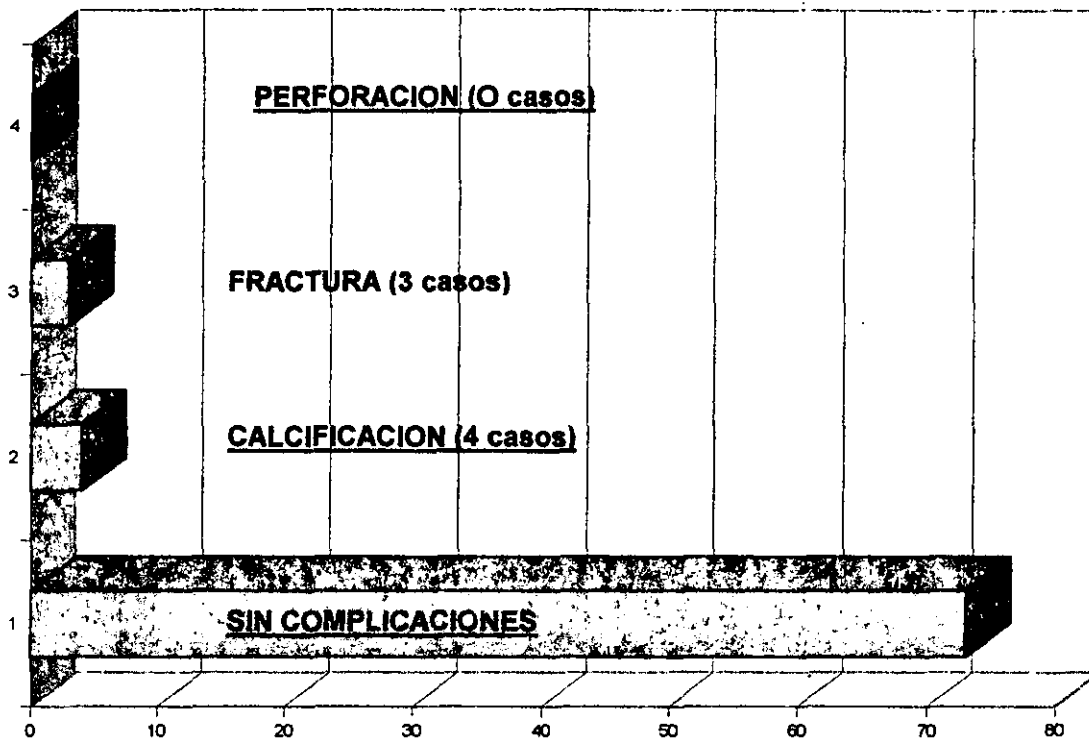 4
PERFORACION (O casos)
3
FRACTURA (3 casos)
2
CALCIFICACION (4 casos)
1
SIN COMPLICACIONES
0 10 20 30 40 50 60 70 80